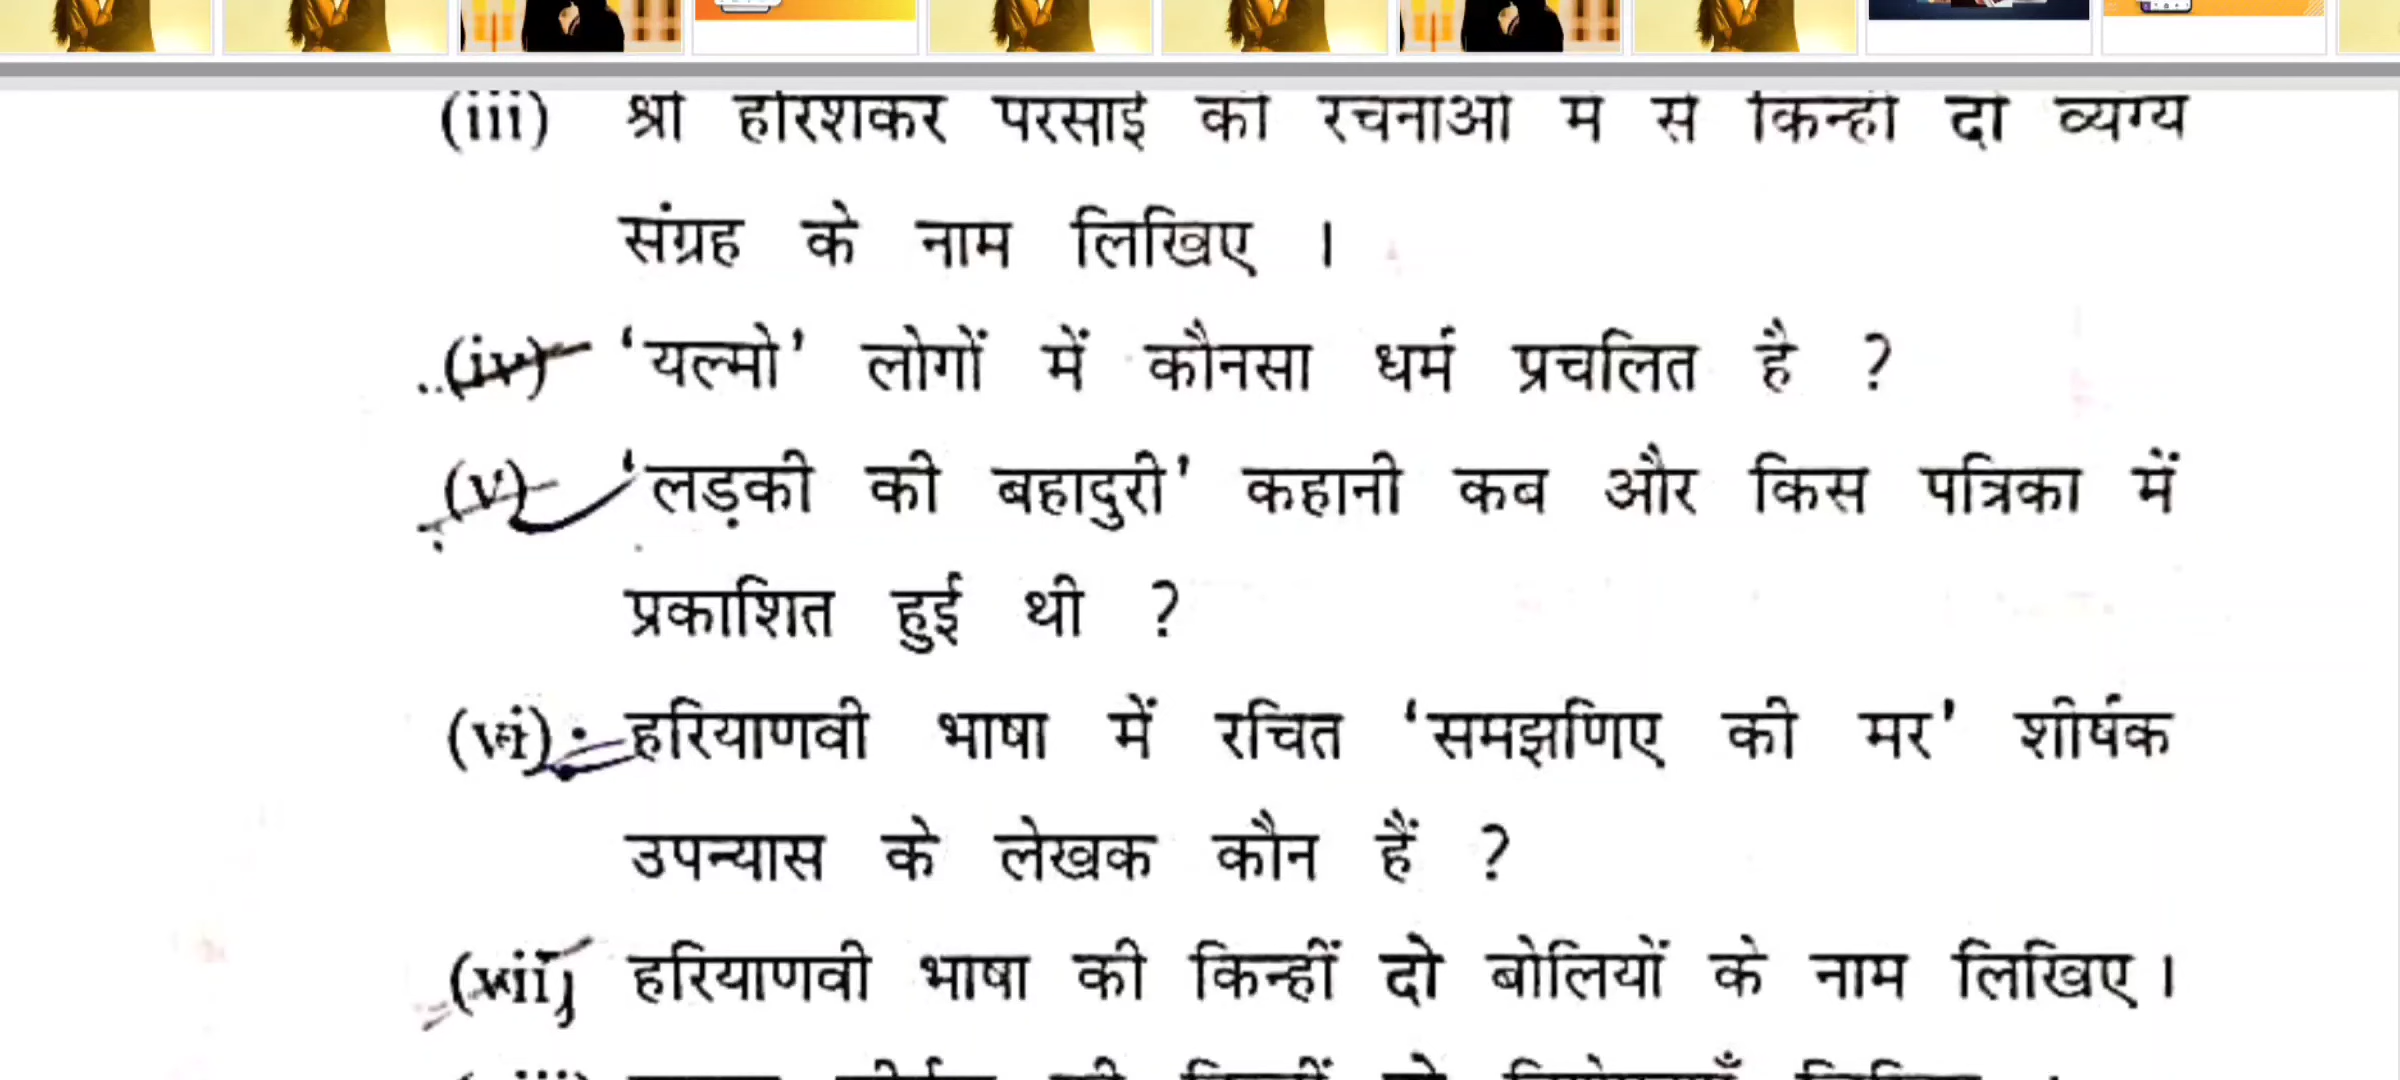 (iii) श्री हरिशंकर परसाई की रचनाओं में से किन्हीं दो व्यंग्य
संग्रह के नाम लिखिए ।
(iv) 'यल्मो' लोगों में कौनसा धर्म प्रचलित है ?
(v) 'लड़की की बहादुरी' कहानी कब और किस पत्रिका में
प्रकाशित हुई थी ?
(vi) हरियाणवी भाषा में रचित 'समझणिए की मर' शीर्षक
उपन्यास के लेखक कौन हैं ?
(vii) हरियाणवी भाषा की किन्हीं दो बोलियों के नाम लिखिए ।